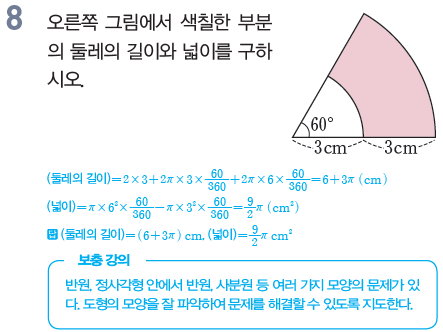 8 오른쪽 그림에서 색칠한 부분
의 둘레의 길이와 넓이를 구하
시오.
60°
3cm 3cm
(둘레의 길이)=2×3+2π×3×60/360+2π×6×60/360=6+3π (cm)
(넓이)=π×6²×60/360-π×3²×60/360=9/2π (cm²)
답 (둘레의 길이)=(6+3π) cm, (넓이)=9/2π cm²
보충 강의
반원, 정사각형 안에서 반원, 사분원 등 여러 가지 모양의 문제가 있
다. 도형의 모양을 잘 파악하여 문제를 해결할 수 있도록 지도한다.